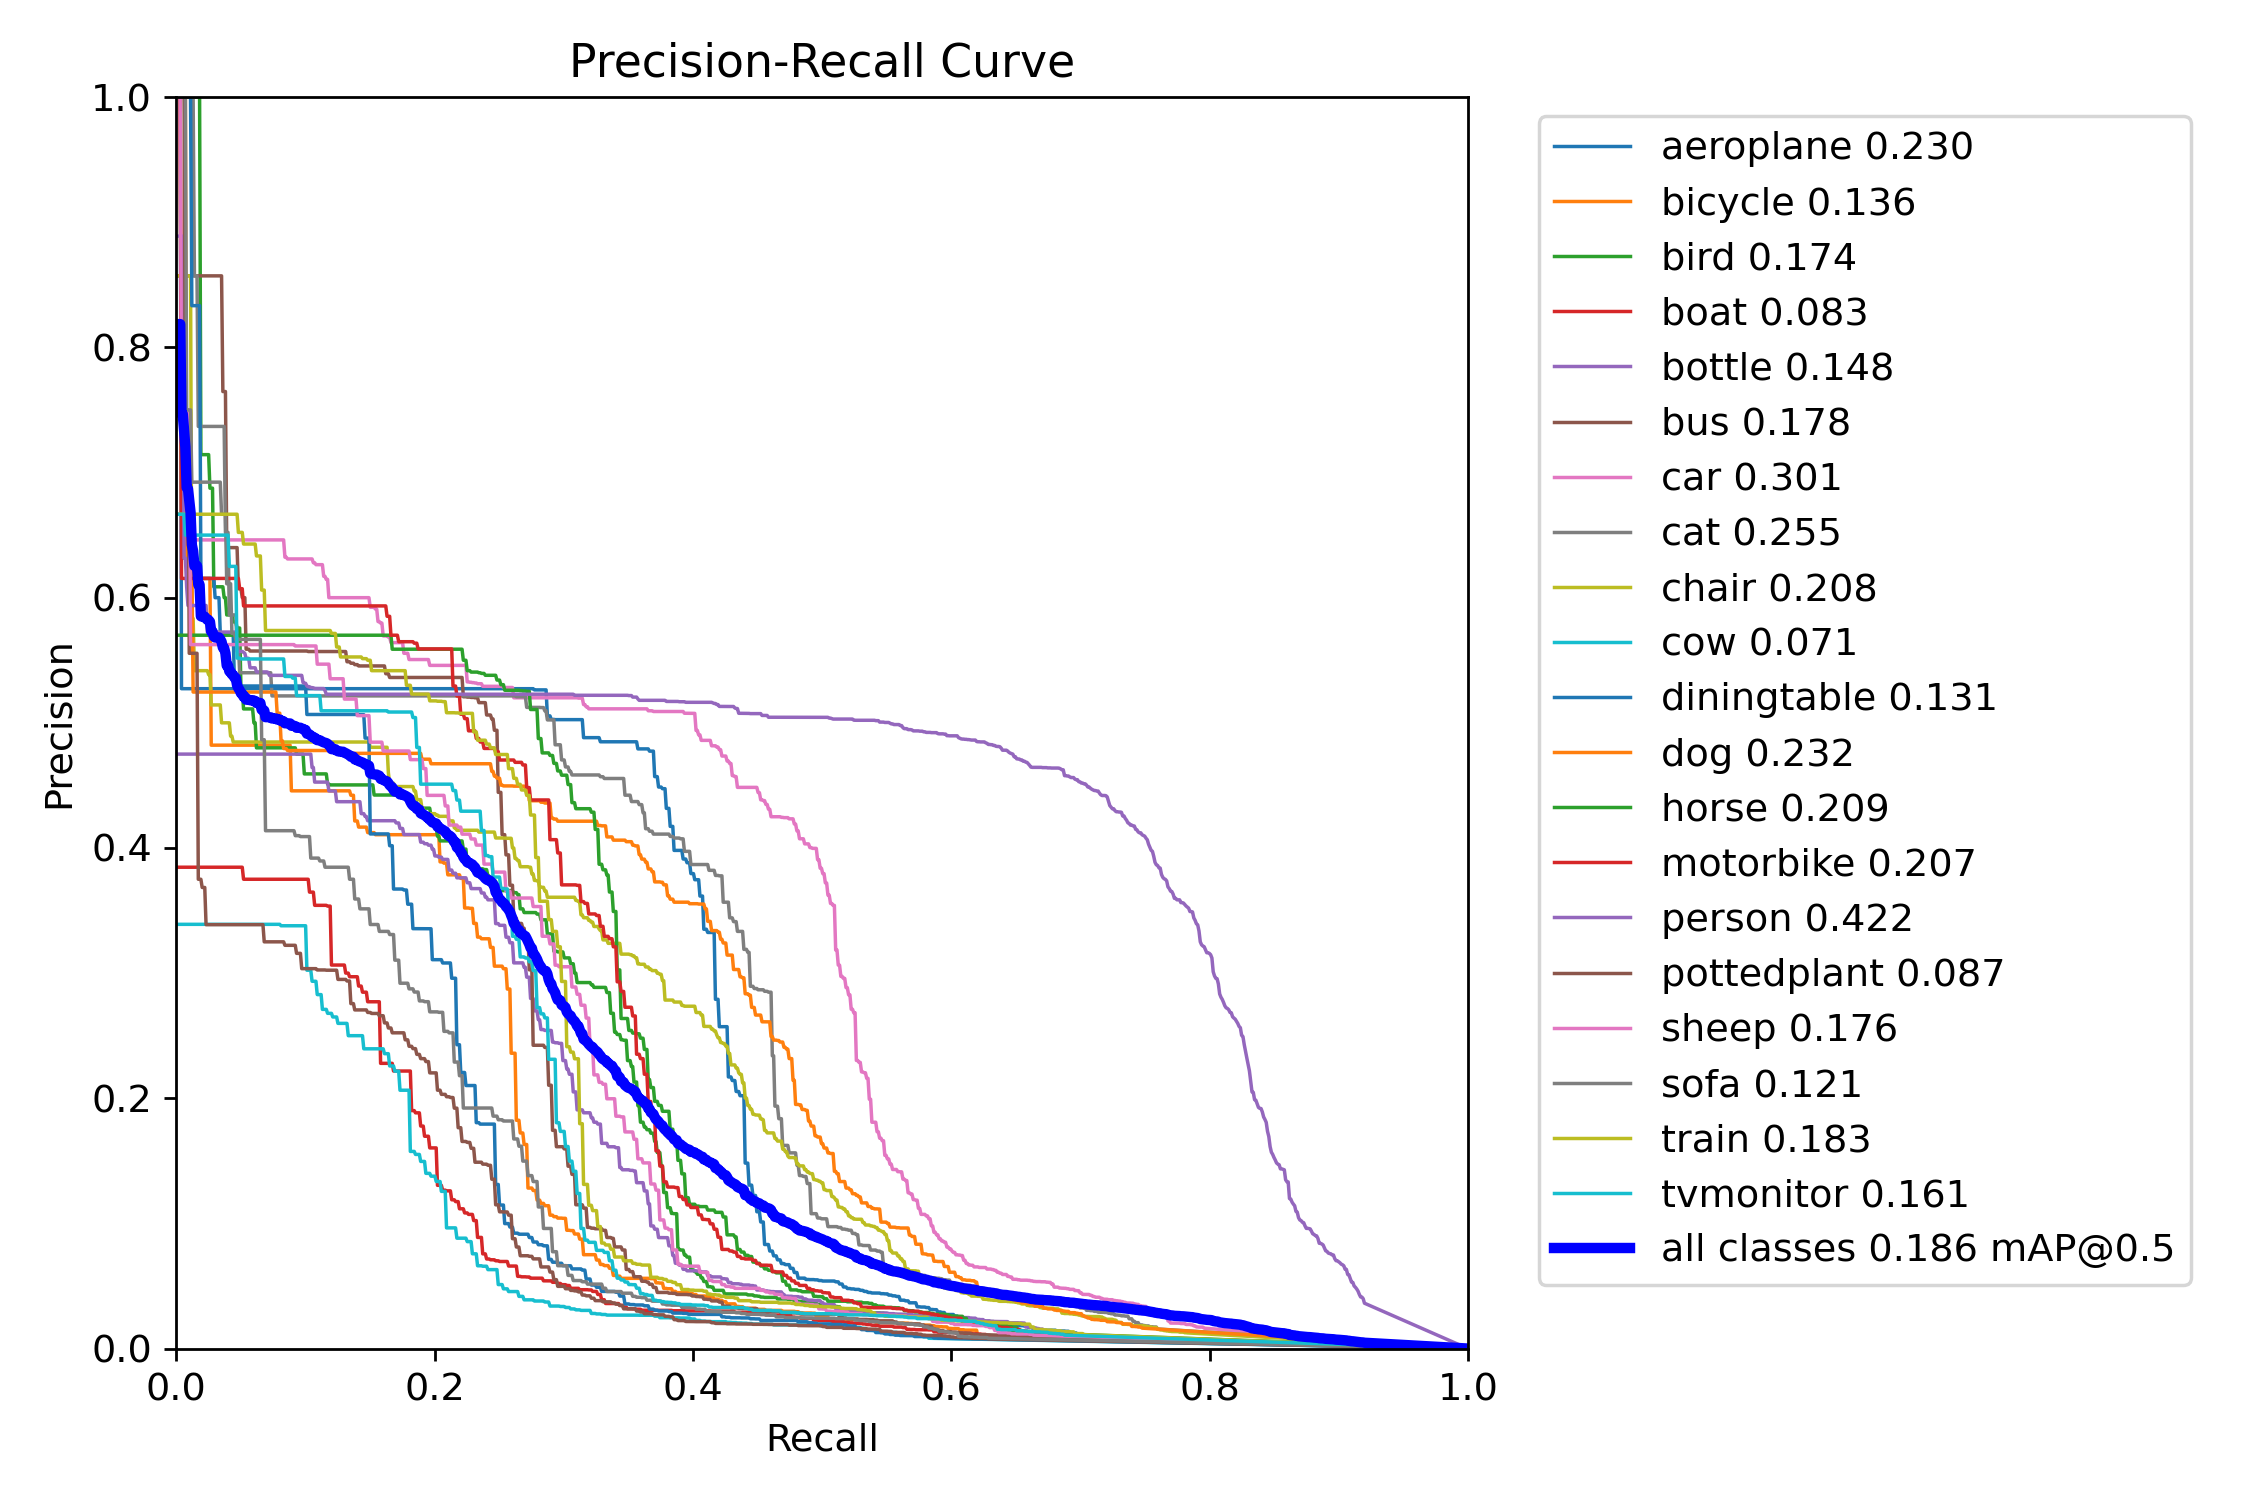 Precision-Recall Curve
1.0
0.8
0.6
0.4
0.2
0.0
Precision
0.0 0.2 0.4 0.6 0.8 1.0
Recall
aeroplane 0.230
bicycle 0.136
bird 0.174
boat 0.083
bottle 0.148
bus 0.178
car 0.301
cat 0.255
chair 0.208
cow 0.071
diningtable 0.131
dog 0.232
horse 0.209
motorbike 0.207
person 0.422
pottedplant 0.087
sheep 0.176
sofa 0.121
train 0.183
tvmonitor 0.161
all classes 0.186 mAP@0.5